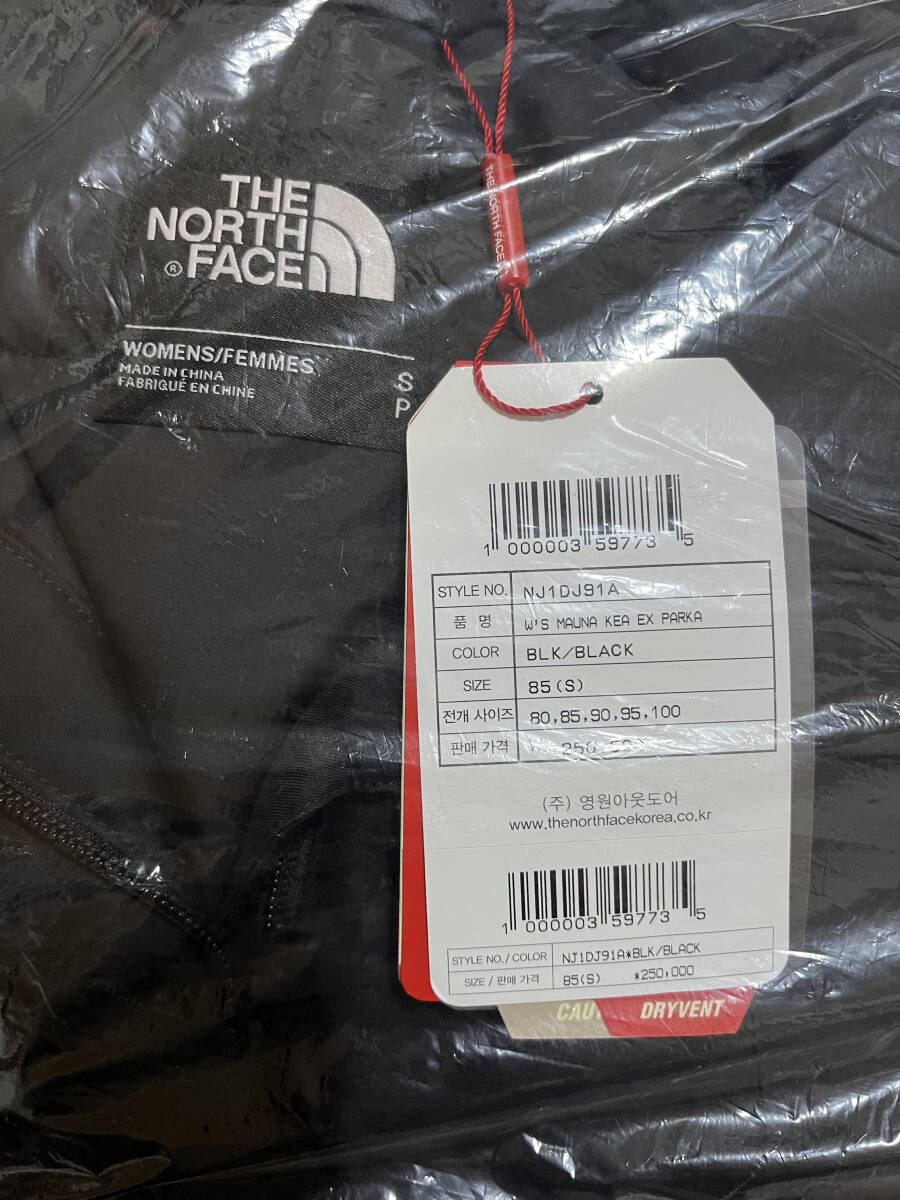 THE NORTH FACE
THE
NORTH
® FACE
WOMENS/FEMMES
MADE IN CHINA
FABRIQUÉ EN CHINE
S
P
1 000003 59773 5
STYLE NO. NJ1DJ91A
품 명 W'S MAUNA KEA EX PARKA
COLOR BLK/BLACK
SIZE 85(S)
전개 사이즈 80,85,90,95,100
판매 가격
(주) 영원아웃도어
www.thenorthfacekorea.co.kr
1 000003 59773 5
STYLE NO./COLOR NJ1DJ91A*BLK/BLACK
SIZE / 판매 가격 85(S) *250,000
DRYVENT™